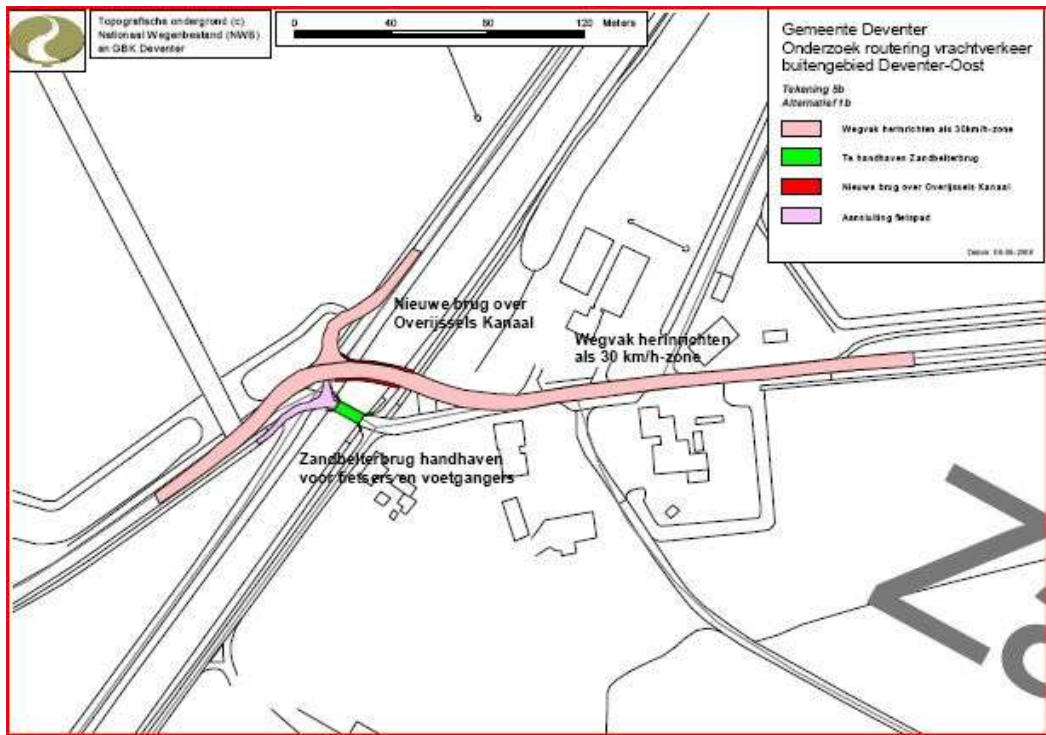 Topografische ondergrond (c)
Nationaal Wegenbestand (NWB)
en GBK Deventer
0 40 80 120 Meters
Gemeente Deventer
Onderzoek routering vrachtverkeer
buitengebied Deventer-Oost
Tekening 5b
Alternatief 1b
Wegvak herinrichten als 30km/h-zone
Te handhaven Zandbelterbrug
Nieuwe brug over Overijssels Kanaal
Aansluiting fietspad
Nieuwe brug over
Overijssels Kanaal
Wegvak herinrichten
als 30 km/h-zone
Zandbelterbrug handhaven
voor fietsers en voetgangers